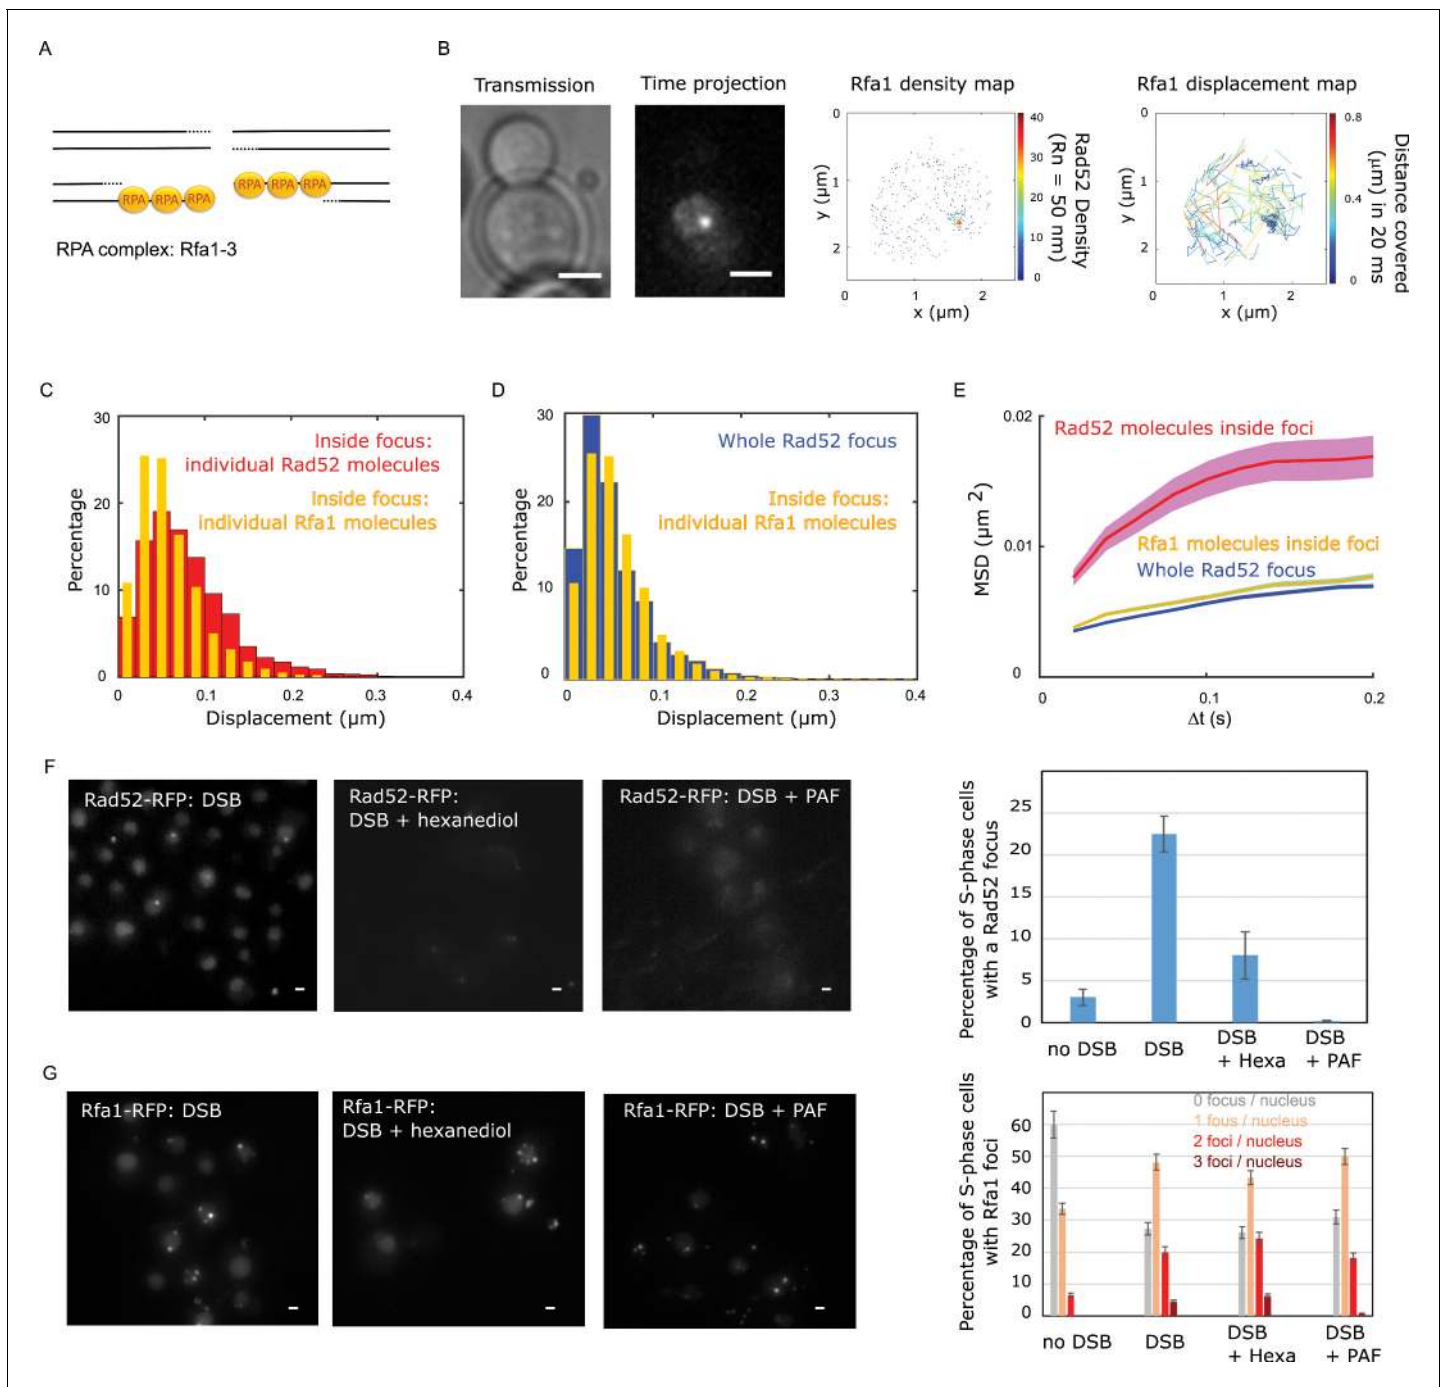 A
RPA RPA RPA
RPA RPA RPA
RPA complex: Rfa1-3
B
Transmission
Time projection
Rfa1 density map
0
1
2
y (µm)
0 1 2
x (µm)
40
30
20
10
0
Rad52 Density
(Rn = 50 nm)
Rfa1 displacement map
0
1
2
y (µm)
0 1 2
x (µm)
0.8
0.4
0
Distance covered
(µm) in 20 ms
C
30
20
10
0
Percentage
Inside focus:
individual Rad52 molecules
Inside focus:
individual Rfa1 molecules
0 0.1 0.2 0.3 0.4
Displacement (µm)
D
30
20
10
0
Percentage
Whole Rad52 focus
Inside focus:
individual Rfa1 molecules
0 0.1 0.2 0.3 0.4
Displacement (µm)
E
0.02
0.01
0
MSD (µm 2)
Rad52 molecules inside foci
Rfa1 molecules inside foci
Whole Rad52 focus
0 0.1 0.2
Δt (s)
F
Rad52-RFP: DSB
Rad52-RFP:
DSB + hexanediol
Rad52-RFP: DSB + PAF
Percentage of S-phase cells
with a Rad52 focus
25
20
15
10
5
0
no DSB
DSB
DSB
+ Hexa
DSB
+ PAF
G
Rfa1-RFP: DSB
Rfa1-RFP:
DSB + hexanediol
Rfa1-RFP: DSB + PAF
Percentage of S-phase cells
with Rfa1 foci
60
50
40
30
20
10
0
0 focus / nucleus
1 fous / nucleus
2 foci / nucleus
3 foci / nucleus
no DSB
DSB
DSB
+ Hexa
DSB
+ PAF